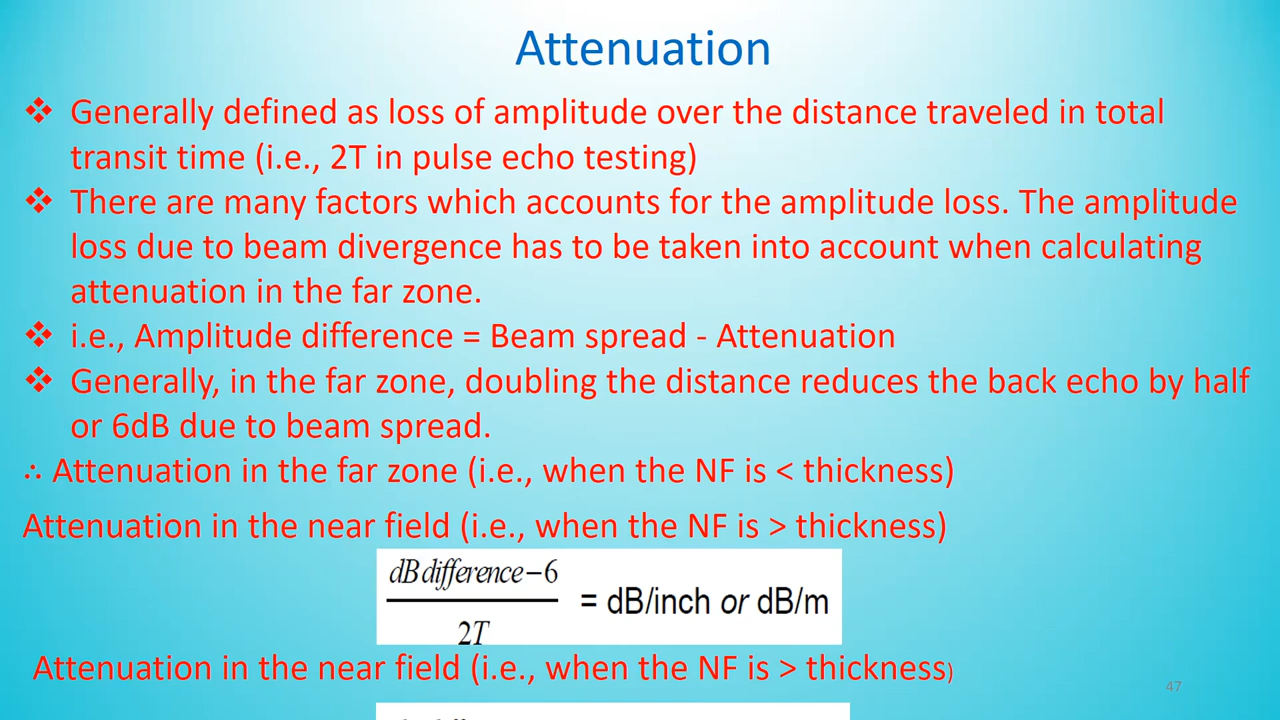 Attenuation
❖ Generally defined as loss of amplitude over the distance traveled in total
transit time (i.e., 2T in pulse echo testing)
❖ There are many factors which accounts for the amplitude loss. The amplitude
loss due to beam divergence has to be taken into account when calculating
attenuation in the far zone.
❖ i.e., Amplitude difference = Beam spread - Attenuation
❖ Generally, in the far zone, doubling the distance reduces the back echo by half
or 6dB due to beam spread.
∴ Attenuation in the far zone (i.e., when the NF is < thickness)
Attenuation in the near field (i.e., when the NF is > thickness)
dB difference – 6
= dB/inch or dB/m
2T
Attenuation in the near field (i.e., when the NF is > thickness)
47